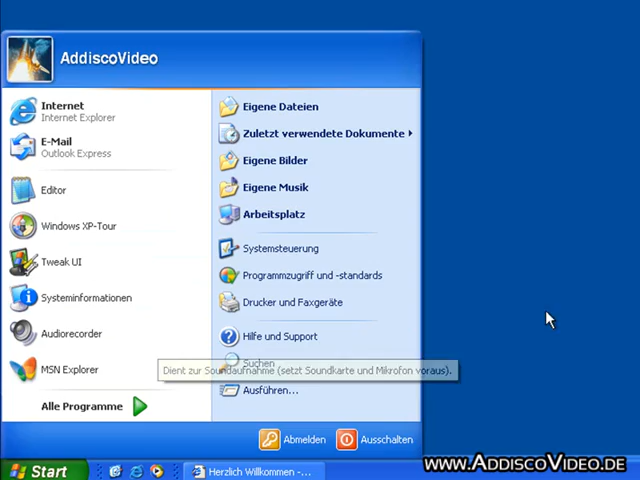 AddiscoVideo
Internet
Internet Explorer
E-Mail
Outlook Express
Editor
Windows XP-Tour
Tweak UI
Systeminformationen
Audiorecorder
MSN Explorer
Alle Programme
Eigene Dateien
Zuletzt verwendete Dokumente
Eigene Bilder
Eigene Musik
Arbeitsplatz
Systemsteuerung
Programmzugriff und -standards
Drucker und Faxgeräte
Hilfe und Support
Suchen
Dient zur Soundaufnahme (setzt Soundkarte und Mikrofon voraus).
Ausführen...
Abmelden
Ausschalten
Start
Herzlich Willkommen -...
www.AddiscoVideo.de